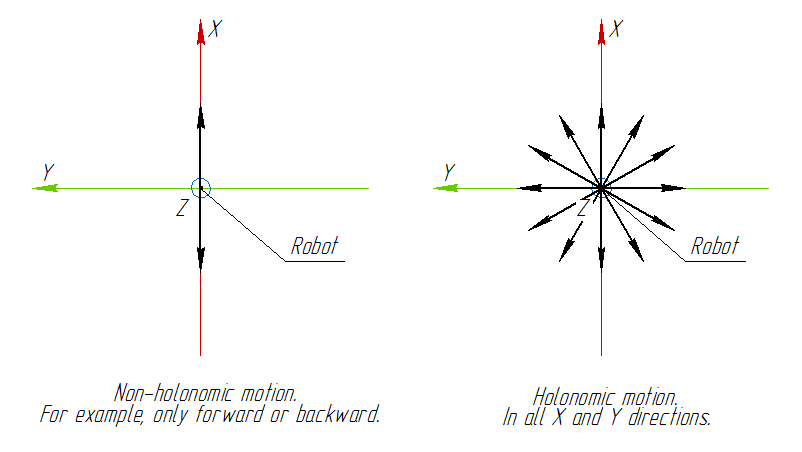 X
Y
Z
Robot
Non-holonomic motion.
For example, only forward or backward.
X
Y
Z
Robot
Holonomic motion.
In all X and Y directions.